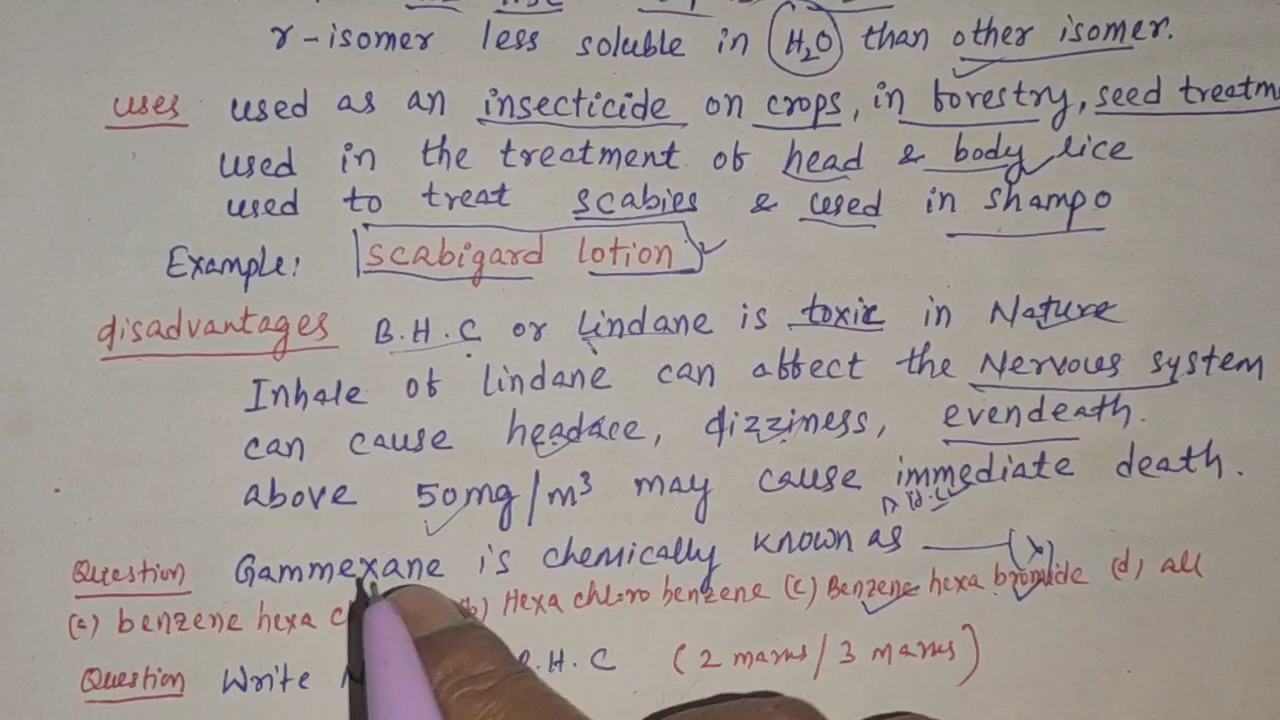 r-isomer less soluble in H2O than other isomer.
uses used as an insecticide on crops, in forestry, seed treatm
used in the treatment of head & body lice
used to treat scabies & used in shampo
Example: scabigard lotion
disadvantages B.H.C or lindane is toxic in Nature
Inhale of lindane can affect the Nervous system
can cause headace, dizziness, evendeath.
above 50mg/m³ may cause immediate death.
Question Gammexane is chemically known as
(a) benzene hexa c b) Hexa chloro benzene (c) Benzene hexa bromide (d) all
Question Write H.C (2 marks/3 marks)